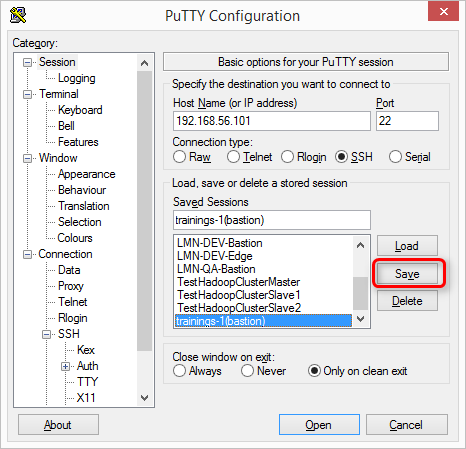 PuTTY Configuration
Category:
Session
Logging
Terminal
Keyboard
Bell
Features
Window
Appearance
Behaviour
Translation
Selection
Colours
Connection
Data
Proxy
Telnet
Rlogin
SSH
Kex
Auth
TTY
X11
Basic options for your PuTTY session
Specify the destination you want to connect to
Host Name (or IP address) Port
192.168.56.101 22
Connection type:
Raw Telnet Rlogin SSH Serial
Load, save or delete a stored session
Saved Sessions
trainings-1(bastion)
LMN-DEV-Bastion
LMN-DEV-Edge
LMN-QA-Bastion
TestHadoopClusterMaster
TestHadoopClusterSlave1
TestHadoopClusterSlave2
trainings-1(bastion)
Load
Save
Delete
Close window on exit:
Always Never Only on clean exit
About Open Cancel